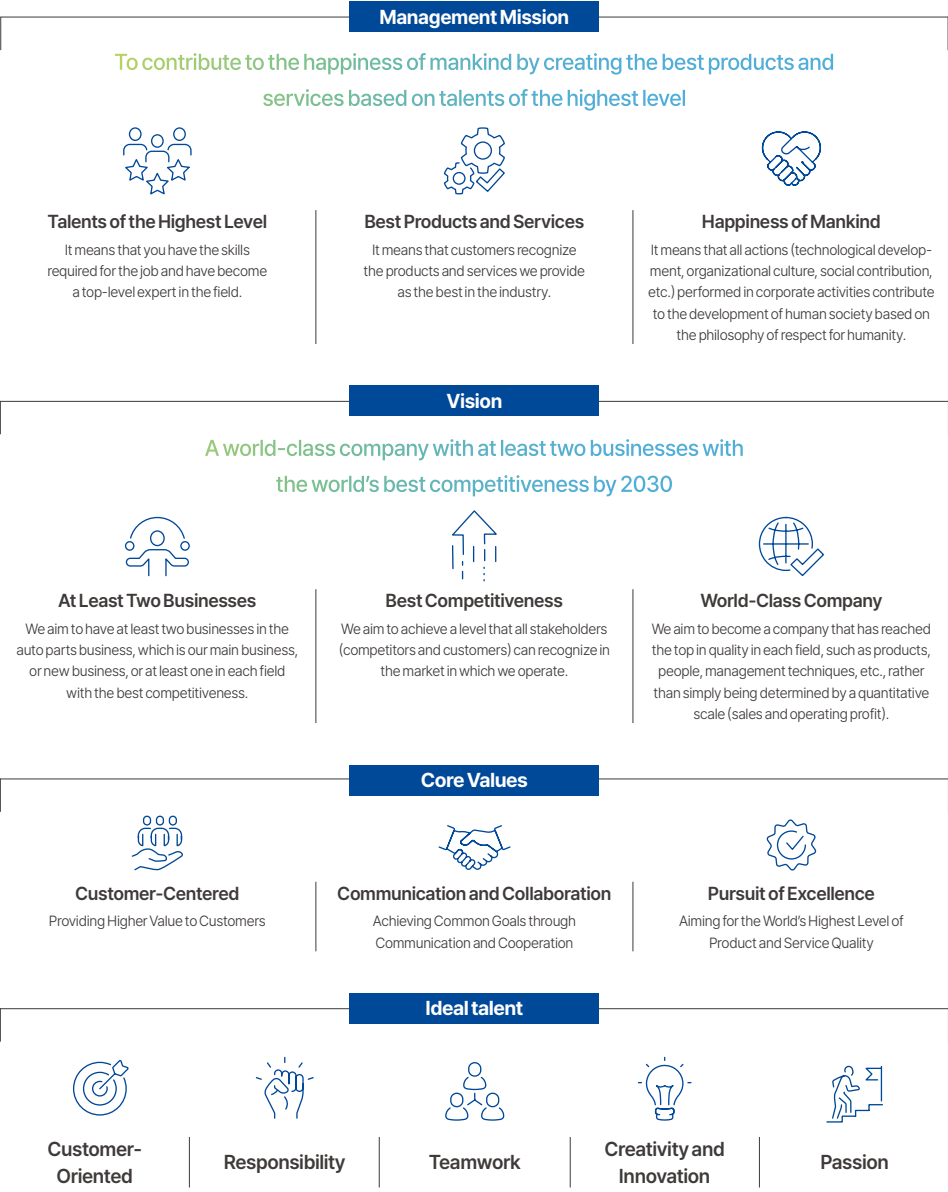 Management Mission
To contribute to the happiness of mankind by creating the best products and
services based on talents of the highest level
Talents of the Highest Level
It means that you have the skills
required for the job and have become
a top-level expert in the field.
Best Products and Services
It means that customers recognize
the products and services we provide
as the best in the industry.
Happiness of Mankind
It means that all actions (technological develop-
ment, organizational culture, social contribution,
etc.) performed in corporate activities contribute
to the development of human society based on
the philosophy of respect for humanity.
Vision
A world-class company with at least two businesses with
the world's best competitiveness by 2030
At Least Two Businesses
We aim to have at least two businesses in the
auto parts business, which is our main business,
or new business, or at least one in each field
with the best competitiveness.
Best Competitiveness
We aim to achieve a level that all stakeholders
(competitors and customers) can recognize in
the market in which we operate.
World-Class Company
We aim to become a company that has reached
the top in quality in each field, such as products,
people, management techniques, etc., rather
than simply being determined by a quantitative
scale (sales and operating profit).
Core Values
Customer-Centered
Providing Higher Value to Customers
Communication and Collaboration
Achieving Common Goals through
Communication and Cooperation
Pursuit of Excellence
Aiming for the World's Highest Level of
Product and Service Quality
Ideal talent
Customer-
Oriented
Responsibility
Teamwork
Creativity and
Innovation
Σ
Passion